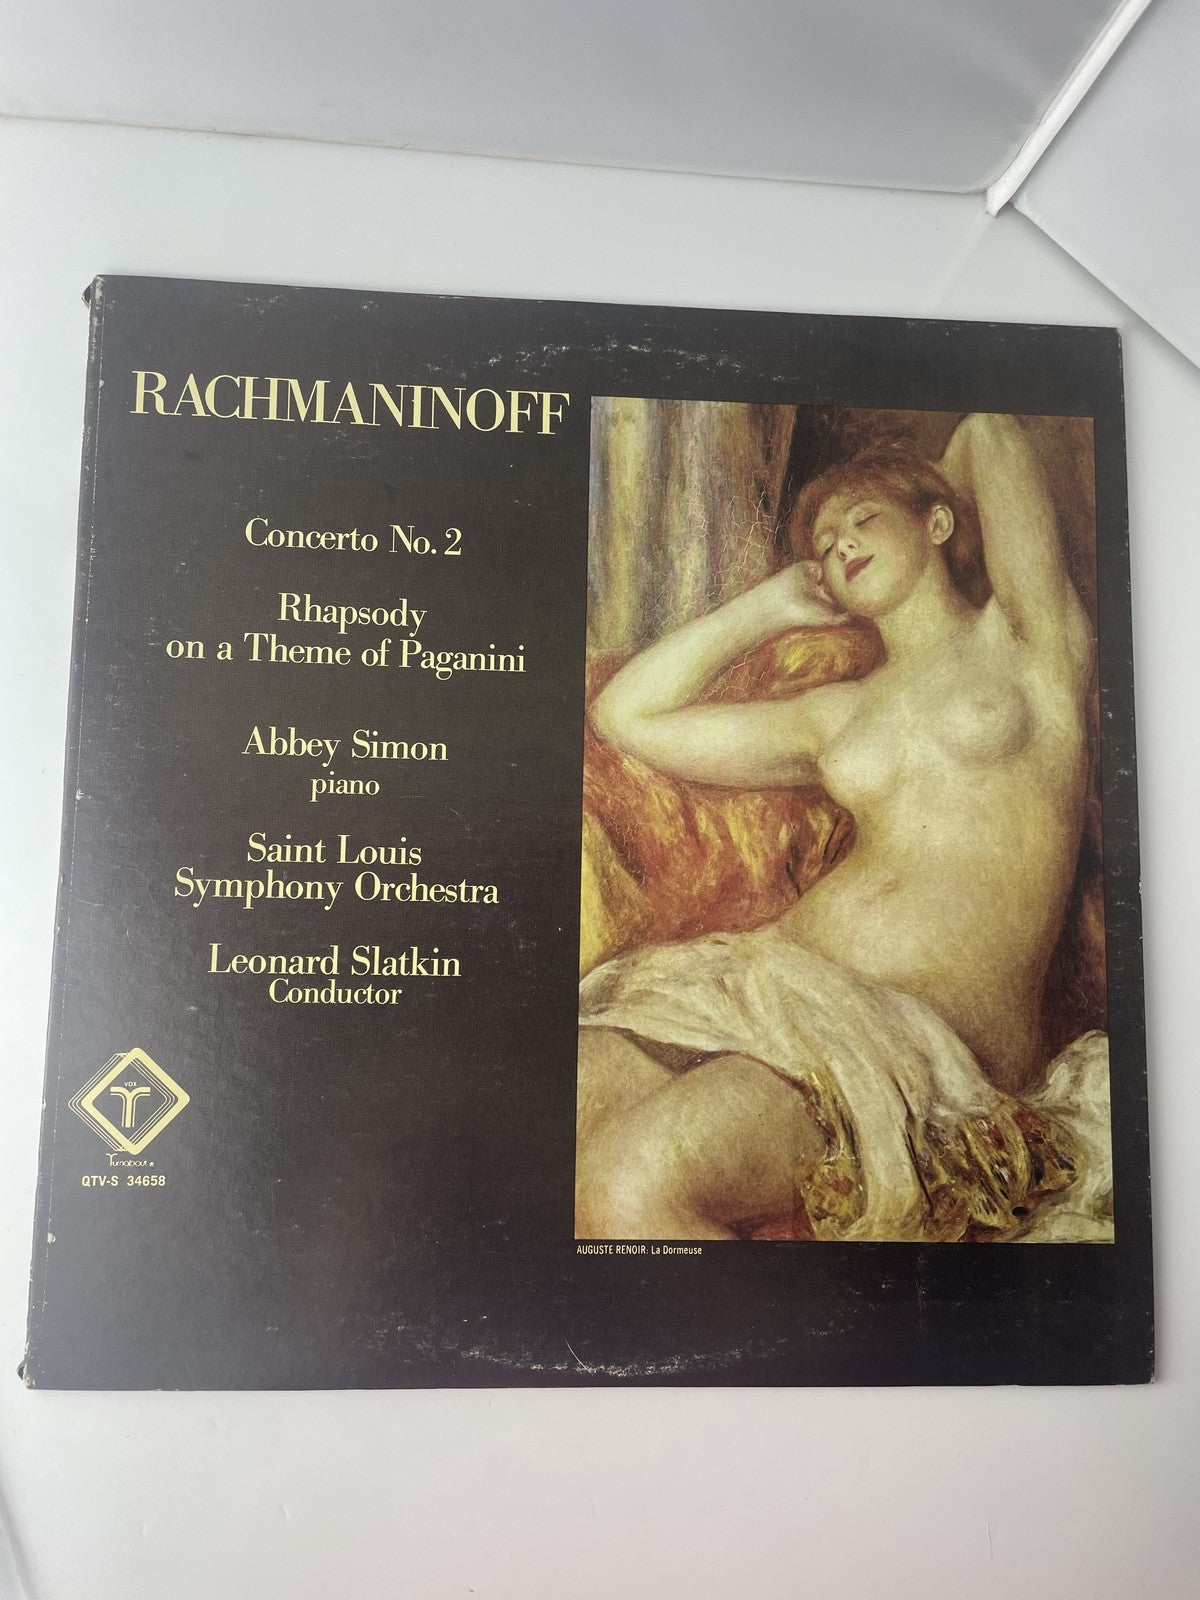 RACHMANINOFF
Concerto No. 2
Rhapsody
on a Theme of Paganini
Abbey Simon
piano
Saint Louis
Symphony Orchestra
Leonard Slatkin
Conductor
VOX
Turnabout
QTV-S 34658
AUGUSTE RENOIR: La Dormeuse